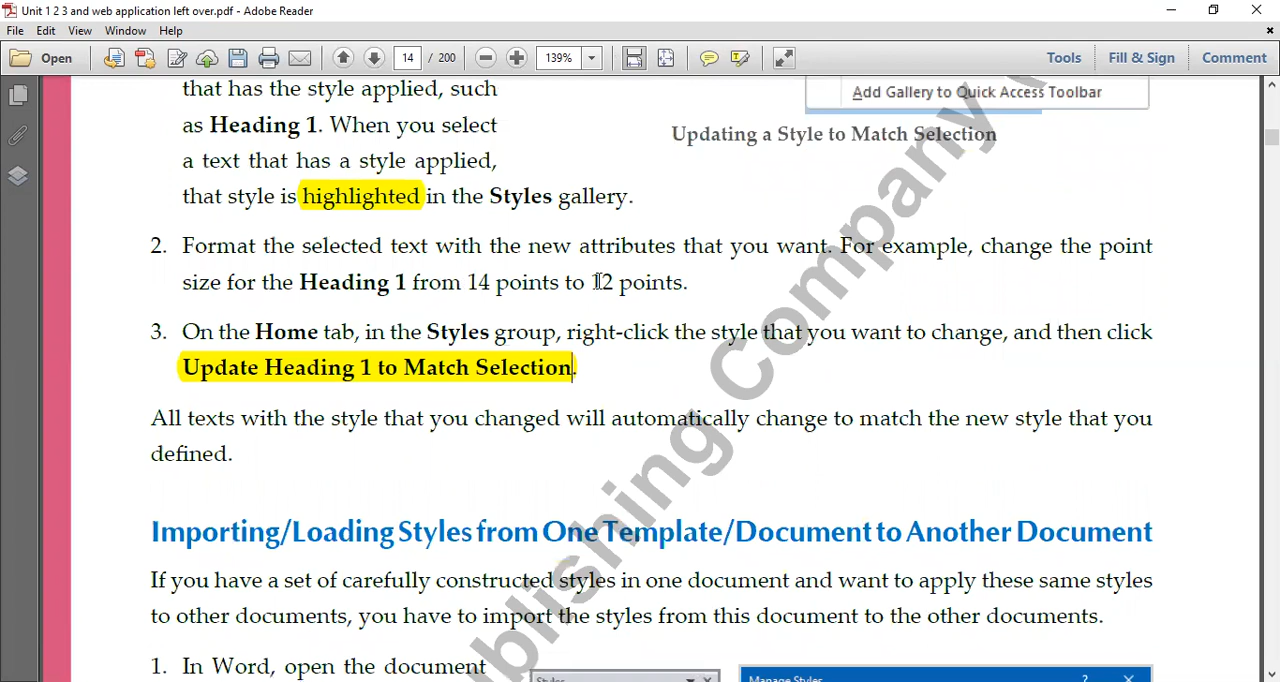 Unit 1 2 3 and web application left over.pdf - Adobe Reader
File Edit View Window Help
Open 14 / 200 139% Tools Fill & Sign Comment
that has the style applied, such
as Heading 1. When you select
a text that has a style applied,
that style is highlighted in the Styles gallery.
Add Gallery to Quick Access Toolbar
Updating a Style to Match Selection
2. Format the selected text with the new attributes that you want. For example, change the point
size for the Heading 1 from 14 points to 12 points.
3. On the Home tab, in the Styles group, right-click the style that you want to change, and then click
Update Heading 1 to Match Selection.
All texts with the style that you changed will automatically change to match the new style that you
defined.
Importing/Loading Styles from One Template/Document to Another Document
If you have a set of carefully constructed styles in one document and want to apply these same styles
to other documents, you have to import the styles from this document to the other documents.
1. In Word, open the document
Styles
Manage Styles
blishing Company